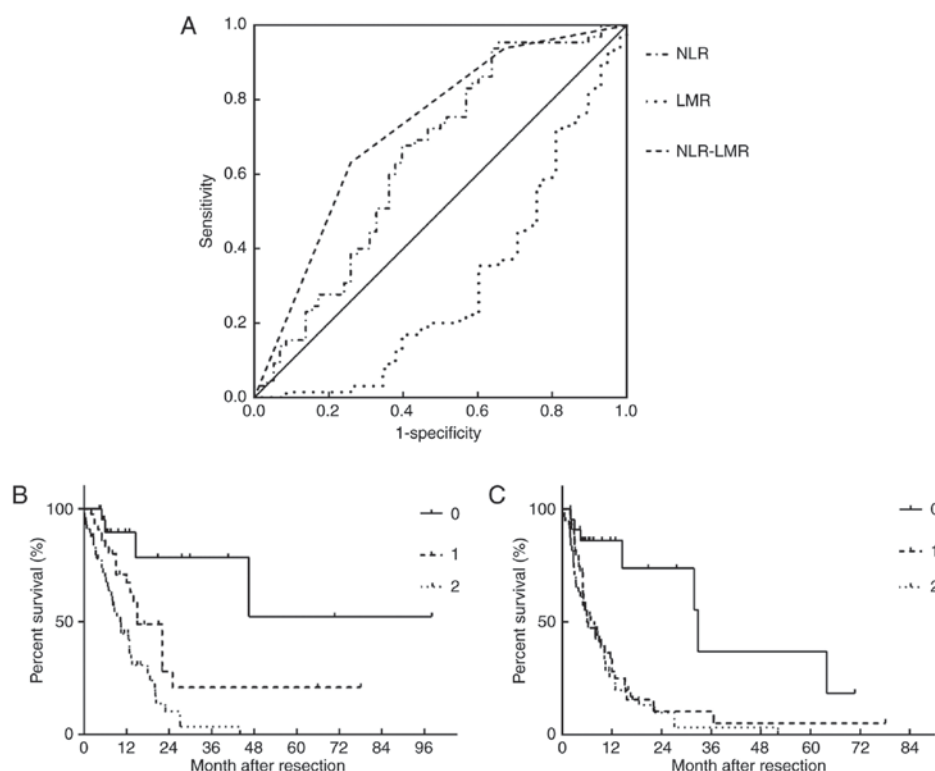 A
1.0
0.8
0.6
0.4
0.2
0.0
Sensitivity
0.0 0.2 0.4 0.6 0.8 1.0
1-specificity
NLR
LMR
NLR-LMR
B
100
50
0
Percent survival (%)
0 12 24 36 48 60 72 84 96
Month after resection
0
1
2
C
100
50
0
Percent survival (%)
0 12 24 36 48 60 72 84
Month after resection
0
1
2